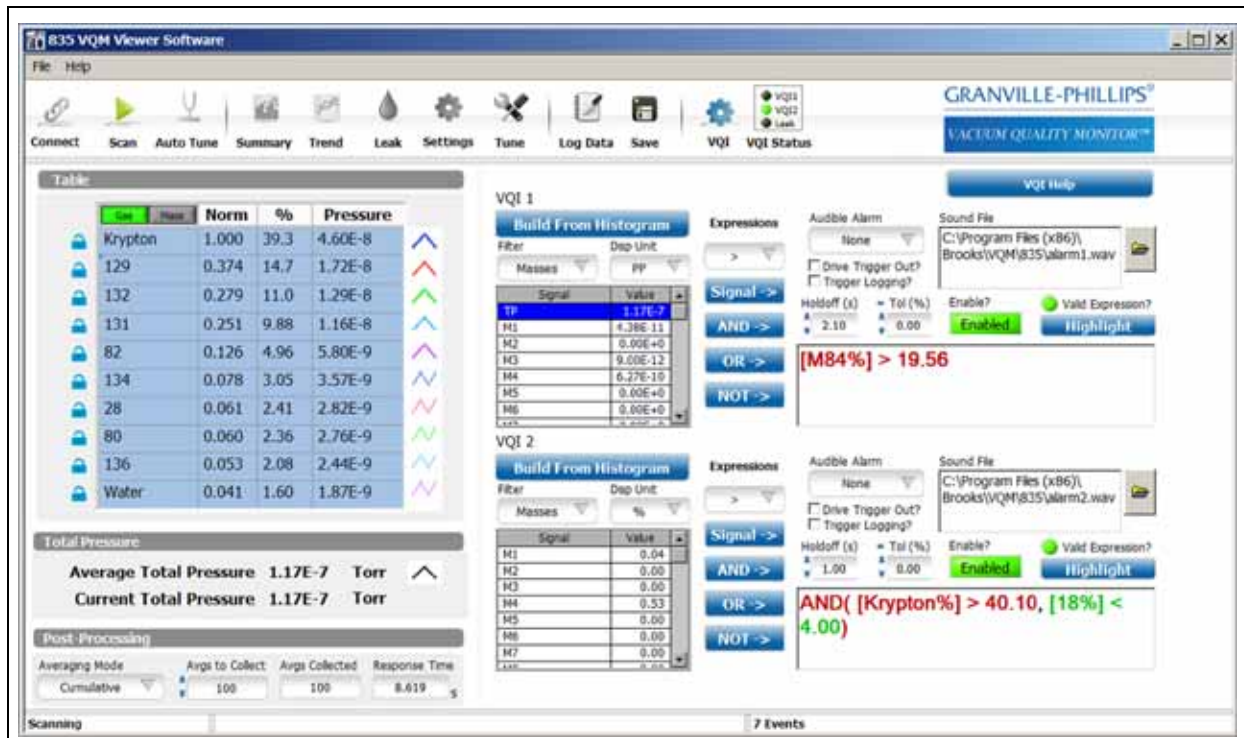 835 VQM Viewer Software
File Help
Connect Scan Auto Tune Summary Trend Leak Settings Tune Log Data Save VQI VQI Status
VQI1
VQI2
Leak
GRANVILLE-PHILLIPS®
VACUUM QUALITY MONITOR™
Table
Gas Mass Norm % Pressure
Krypton 1.000 39.3 4.60E-8
129 0.374 14.7 1.72E-8
132 0.279 11.0 1.29E-8
131 0.251 9.88 1.16E-8
82 0.126 4.96 5.80E-9
134 0.078 3.05 3.57E-9
28 0.061 2.41 2.82E-9
80 0.060 2.36 2.76E-9
136 0.053 2.08 2.44E-9
Water 0.041 1.60 1.87E-9
Total Pressure
Average Total Pressure 1.17E-7 Torr
Current Total Pressure 1.17E-7 Torr
Post-Processing
Averaging Mode Avgs to Collect Avgs Collected Response Time
Cumulative 100 100 8.619 s
VQI Help
VQI 1
Build From Histogram
Filter Disp Unit
Masses PP
Signal Value
TP 1.17E-7
M1 4.38E-11
M2 0.00E+0
M3 9.00E-12
M4 6.27E-10
M5 0.00E+0
M6 0.00E+0
Expressions
>
Signal ->
AND ->
OR ->
NOT ->
Audible Alarm Sound File
None C:\Program Files (x86)\
Brooks\VQM\835\alarm1.wav
Drive Trigger Out?
Trigger Logging?
Holdoff (s) Tol (%) Enable? Valid Expression?
2.10 0.00 Enabled Highlight
[M84%] > 19.56
VQI 2
Build From Histogram
Filter Disp Unit
Masses %
Signal Value
M1 0.04
M2 0.00
M3 0.00
M4 0.53
M5 0.00
M6 0.00
M7 0.00
Expressions
>
Signal ->
AND ->
OR ->
NOT ->
Audible Alarm Sound File
None C:\Program Files (x86)\
Brooks\VQM\835\alarm2.wav
Drive Trigger Out?
Trigger Logging?
Holdoff (s) Tol (%) Enable? Valid Expression?
1.00 0.00 Enabled Highlight
AND( [Krypton%] > 40.10, [18%] <
4.00)
Scanning 7 Events